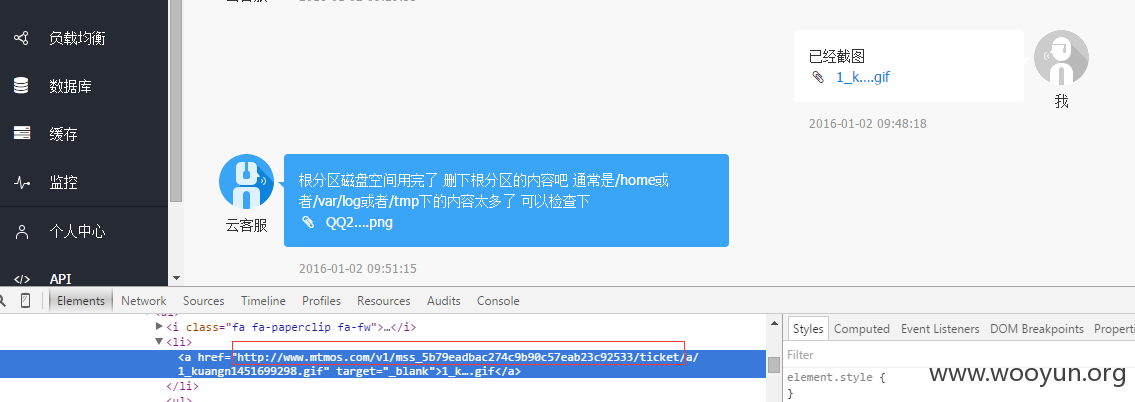 负载均衡
数据库
缓存
监控
个人中心
API
已经截图
1_k....gif
我
2016-01-02 09:48:18
根分区磁盘空间用完了 删下根分区的内容吧 通常是/home或
者/var/log或者/tmp下的内容太多了 可以检查下
QQ2....png
云客服
2016-01-02 09:51:15
Elements Network Sources Timeline Profiles Resources Audits Console
<i class="fa fa-paperclip fa-fw">…</i>
<li>
<a href="http://www.mtmos.com/v1/mss_5b79eadbac274c9b90c57eab23c92533/ticket/a/
1_kuangn1451699298.gif" target="_blank">1_k….gif</a>
</li>
Styles Computed Event Listeners DOM Breakpoints Properti
Filter
element.style {
}
www.wooyun.org